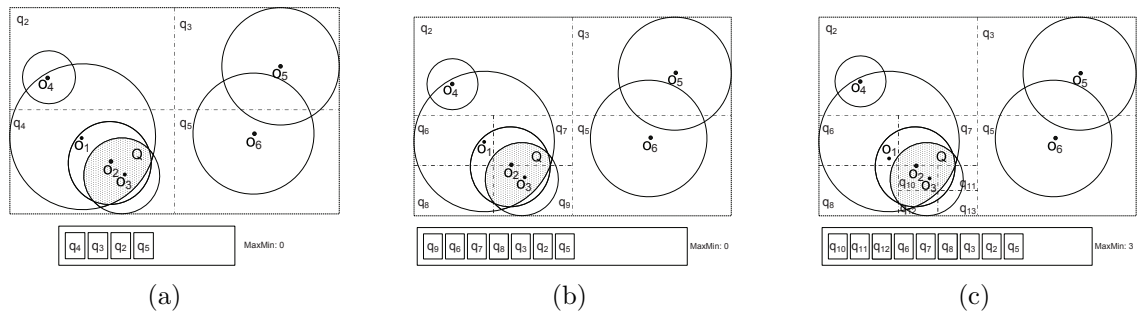 q2
q3
o4
o5
q4
q5
o1
Q
o6
o2
o3
q4 q3 q2 q5
MaxMin: 0
(a)
q2
q3
o4
o5
q6
q7
q5
o1
Q
o6
o2
o3
q8
q9
q9 q6 q7 q8 q3 q2 q5
MaxMin: 0
(b)
q2
q3
o4
o5
q6
q7
q5
o1
Q
o6
o2
q10
o3
q11
q8
q12
q13
q10 q11 q12 q6 q7 q8 q3 q2 q5
MaxMin: 3
(c)